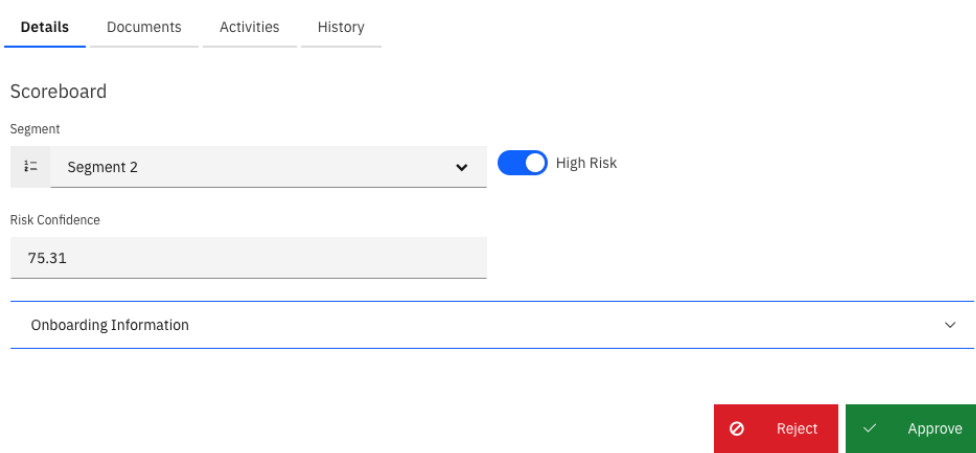 Details Documents Activities History
Scoreboard
Segment
Segment 2
High Risk
Risk Confidence
75.31
Onboarding Information
Reject Approve